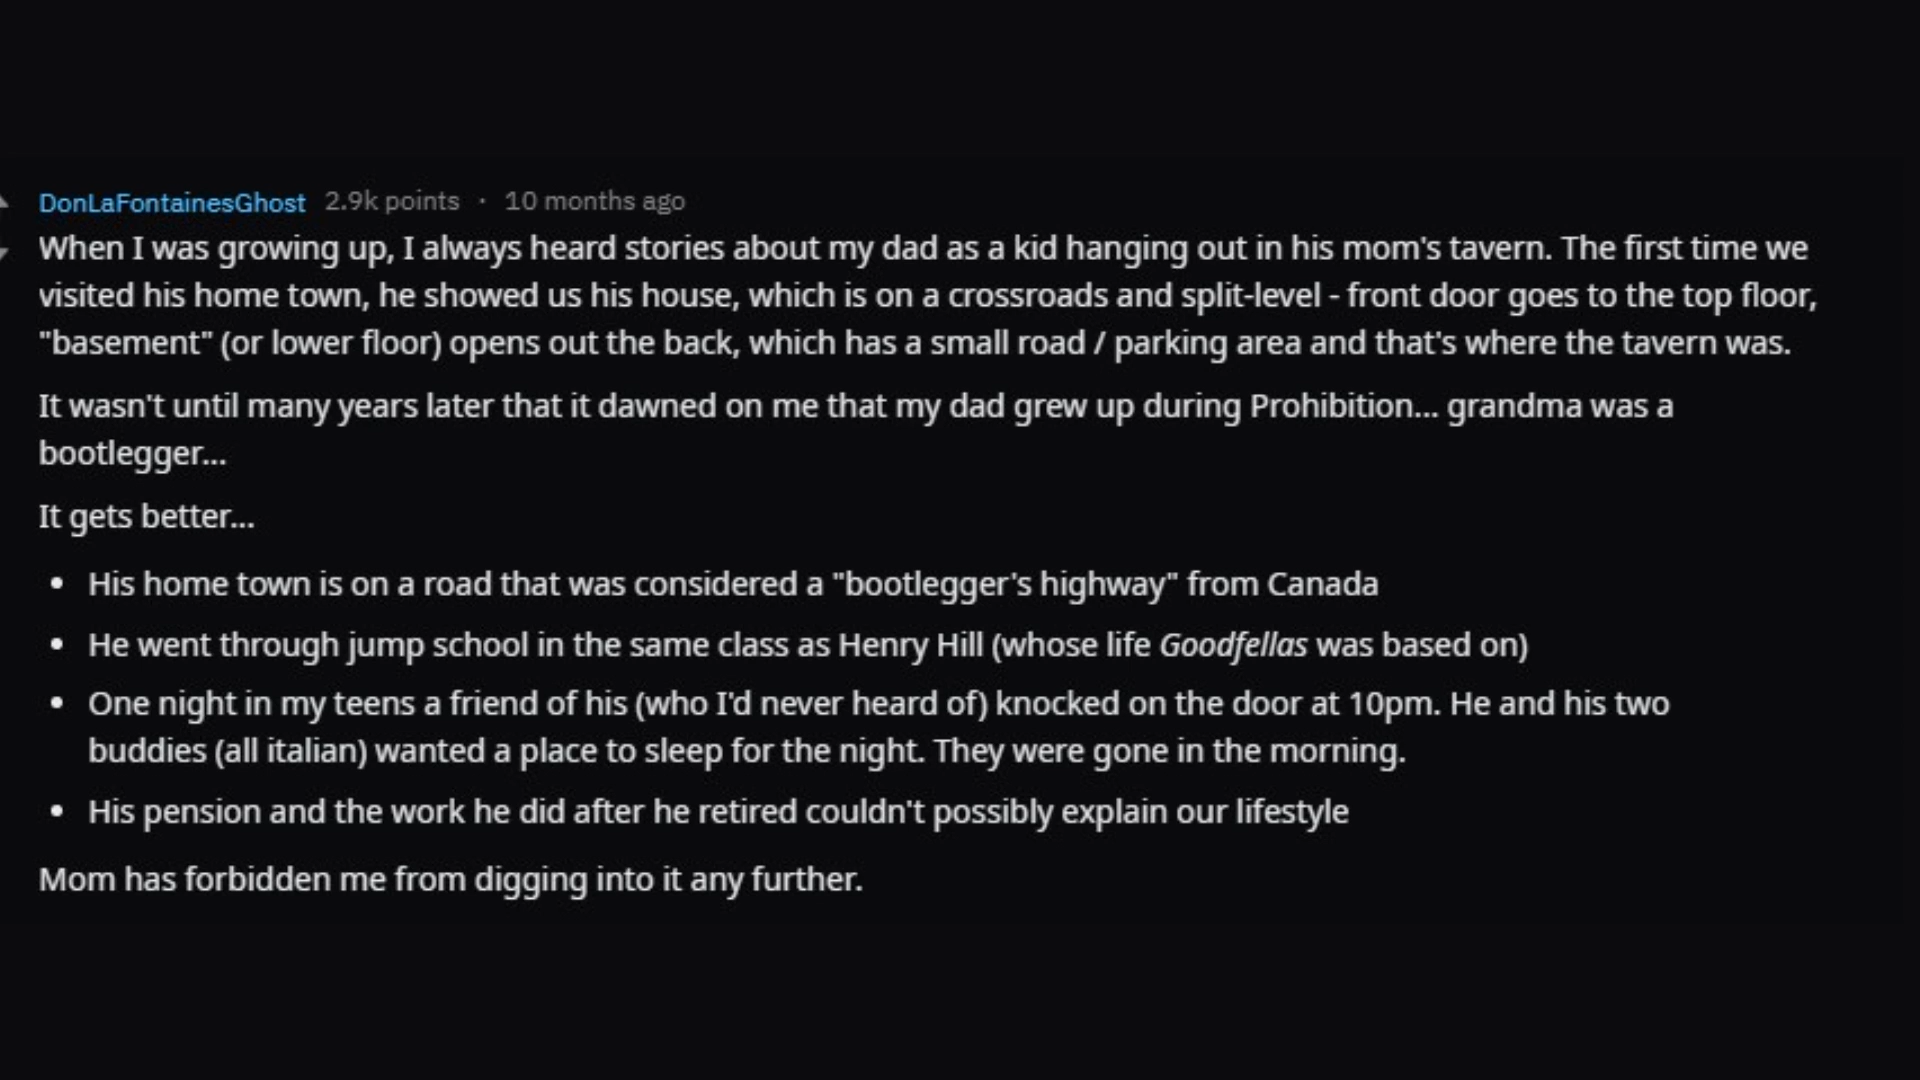 DonLaFontainesGhost 2.9k points · 10 months ago
When I was growing up, I always heard stories about my dad as a kid hanging out in his mom's tavern. The first time we
visited his home town, he showed us his house, which is on a crossroads and split-level - front door goes to the top floor,
"basement" (or lower floor) opens out the back, which has a small road / parking area and that's where the tavern was.
It wasn't until many years later that it dawned on me that my dad grew up during Prohibition... grandma was a
bootlegger...
It gets better...
• His home town is on a road that was considered a "bootlegger's highway" from Canada
• He went through jump school in the same class as Henry Hill (whose life Goodfellas was based on)
• One night in my teens a friend of his (who I'd never heard of) knocked on the door at 10pm. He and his two
buddies (all italian) wanted a place to sleep for the night. They were gone in the morning.
• His pension and the work he did after he retired couldn't possibly explain our lifestyle
Mom has forbidden me from digging into it any further.